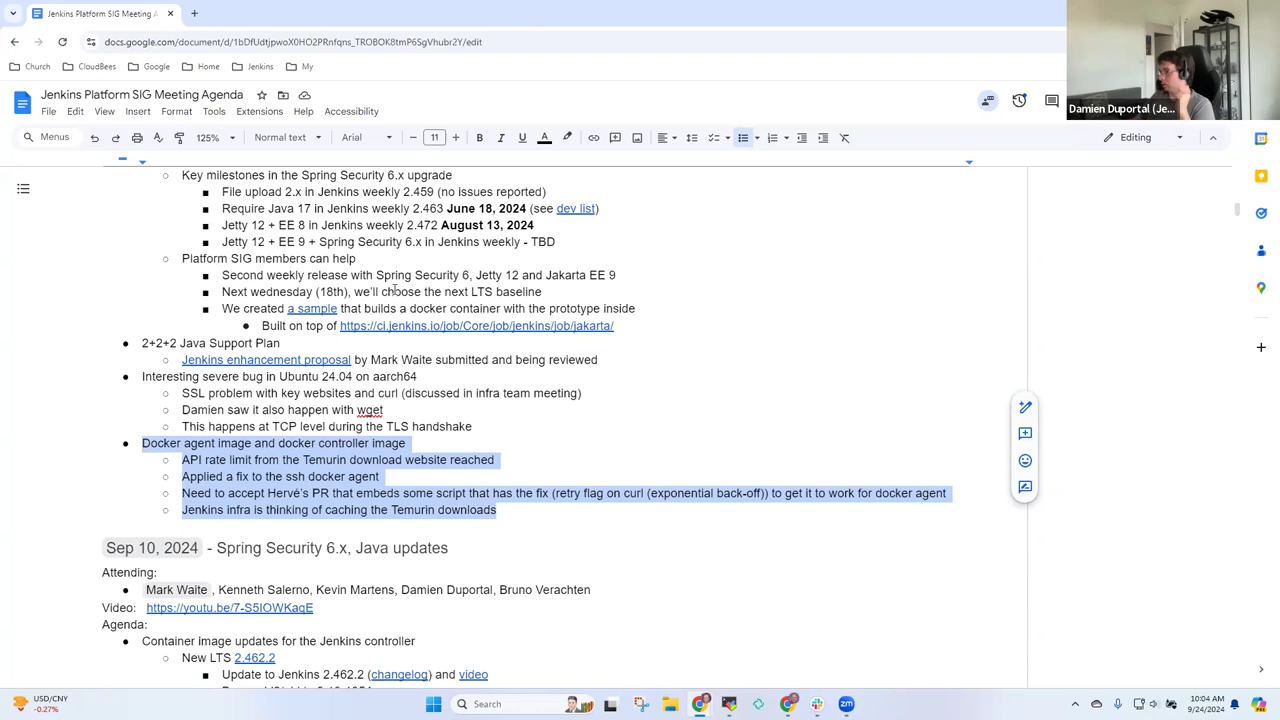 Jenkins Platform SIG Meeting A
docs.google.com/document/d/1bDfUdtjpwoX0HO2PRnfqns_TROBOK8tmP6SgVhubr2Y/edit
Church
CloudBees
Google
Home
Jenkins
My
Damien Duportal (Je...
Jenkins Platform SIG Meeting Agenda
File Edit View Insert Format Tools Extensions Help Accessibility
Menus
125%
Normal text
Arial
11
Editing
Key milestones in the Spring Security 6.x upgrade
File upload 2.x in Jenkins weekly 2.459 (no issues reported)
Require Java 17 in Jenkins weekly 2.463 June 18, 2024 (see dev list)
Jetty 12 + EE 8 in Jenkins weekly 2.472 August 13, 2024
Jetty 12 + EE 9 + Spring Security 6.x in Jenkins weekly - TBD
Platform SIG members can help
Second weekly release with Spring Security 6, Jetty 12 and Jakarta EE 9
Next wednesday (18th), we'll choose the next LTS baseline
We created a sample that builds a docker container with the prototype inside
Built on top of https://ci.jenkins.io/job/Core/job/jenkins/job/jakarta/
2+2+2 Java Support Plan
Jenkins enhancement proposal by Mark Waite submitted and being reviewed
Interesting severe bug in Ubuntu 24.04 on aarch64
SSL problem with key websites and curl (discussed in infra team meeting)
Damien saw it also happen with wget
This happens at TCP level during the TLS handshake
Docker agent image and docker controller image
API rate limit from the Temurin download website reached
Applied a fix to the ssh docker agent
Need to accept Hervé's PR that embeds some script that has the fix (retry flag on curl (exponential back-off)) to get it to work for docker agent
Jenkins infra is thinking of caching the Temurin downloads
Sep 10, 2024 - Spring Security 6.x, Java updates
Attending:
Mark Waite , Kenneth Salerno, Kevin Martens, Damien Duportal, Bruno Verachten
Video: https://youtu.be/7-S5IOWKaqE
Agenda:
Container image updates for the Jenkins controller
New LTS 2.462.2
Update to Jenkins 2.462.2 (changelog) and video
USD/CNY
-0.27%
Search
10:04 AM
9/24/2024